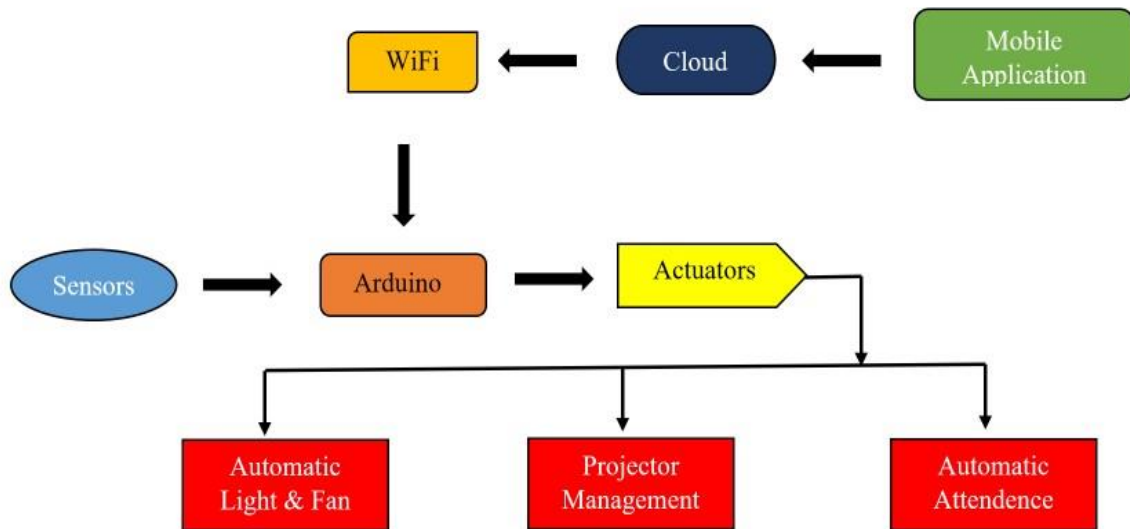 WiFi
Cloud
Mobile
Application
Sensors
Arduino
Actuators
Automatic
Light & Fan
Projector
Management
Automatic
Attendence